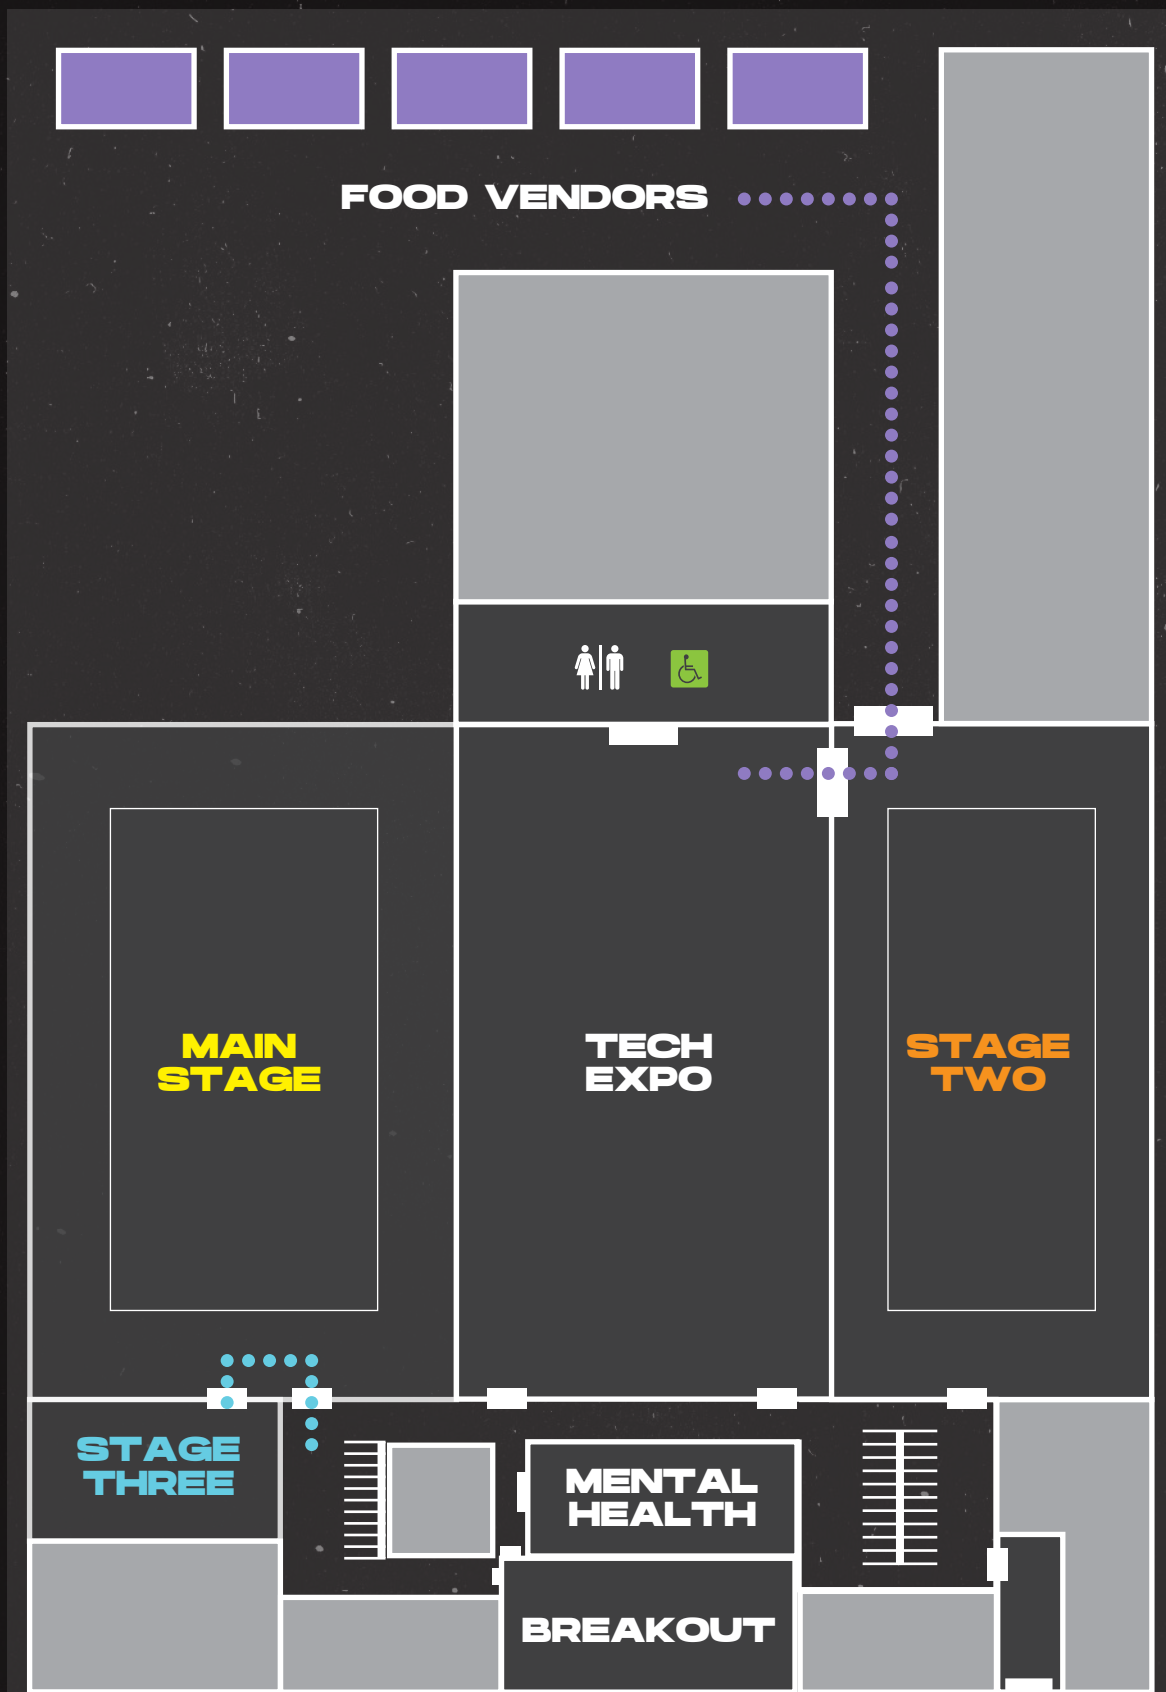 FOOD VENDORS
MAIN
STAGE
TECH
EXPO
STAGE
TWO
STAGE
THREE
MENTAL
HEALTH
BREAKOUT